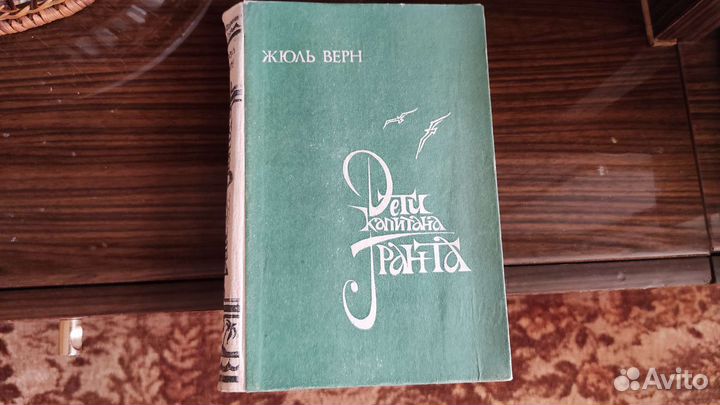 ЖЮЛЬ ВЕРН
Дети
капитана
Гранта
Avito